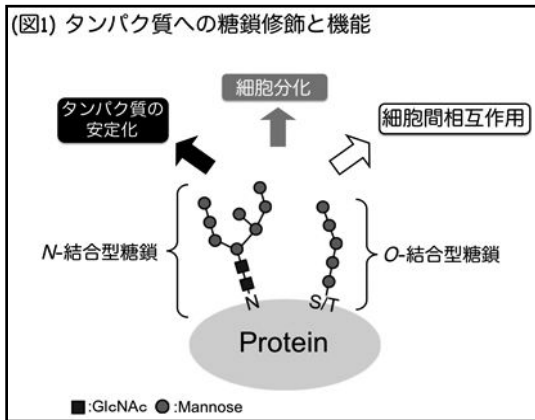 (図1) タンパク質への糖鎖修飾と機能
細胞分化
タンパク質の
安定化
細胞間相互作用
N-結合型糖鎖
O-結合型糖鎖
N
S/T
Protein
■:GlcNAc ●:Mannose